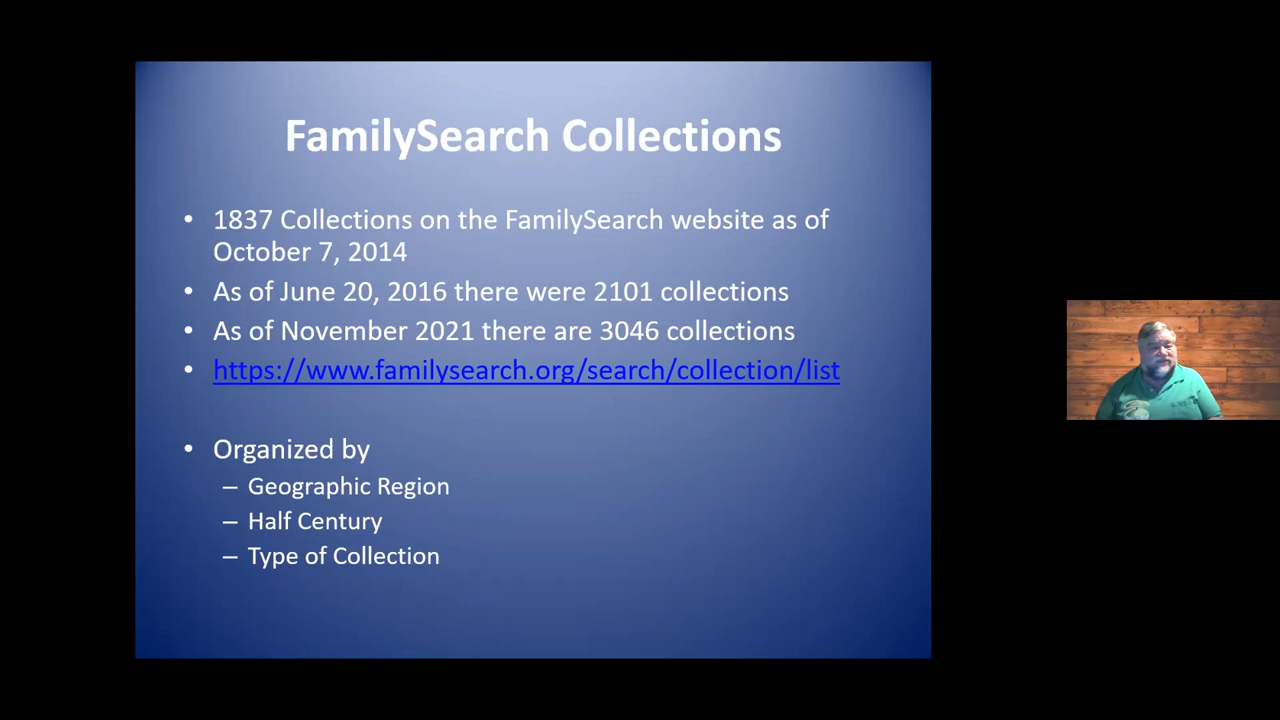 FamilySearch Collections
• 1837 Collections on the FamilySearch website as of
October 7, 2014
• As of June 20, 2016 there were 2101 collections
• As of November 2021 there are 3046 collections
• https://www.familysearch.org/search/collection/list
• Organized by
– Geographic Region
– Half Century
– Type of Collection